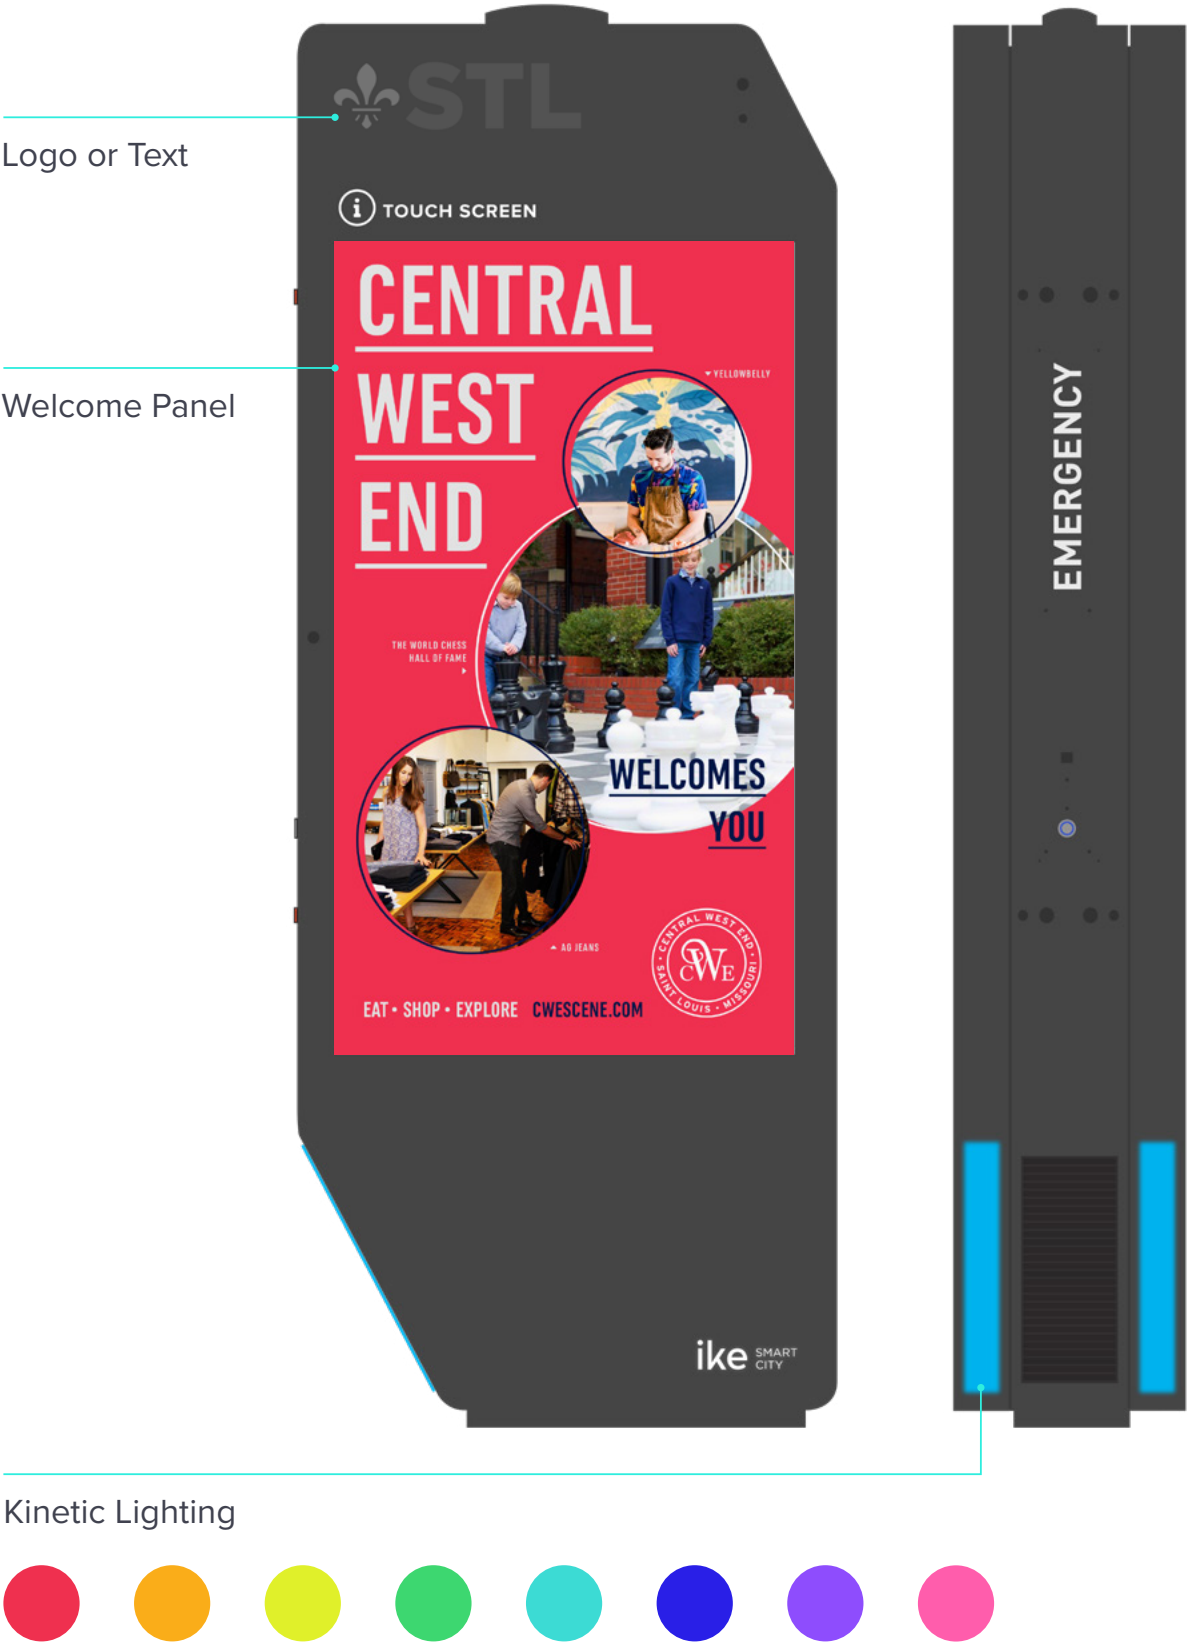 STL
Logo or Text
i TOUCH SCREEN
CENTRAL
WEST
END
Welcome Panel
YELLOWBELLY
THE WORLD CHESS
HALL OF FAME
WELCOMES
YOU
AG JEANS
CENTRAL WEST END • SAINT LOUIS • MISSOURI •
CWE
EAT • SHOP • EXPLORE CWESCENE.COM
ike SMART
CITY
EMERGENCY
Kinetic Lighting